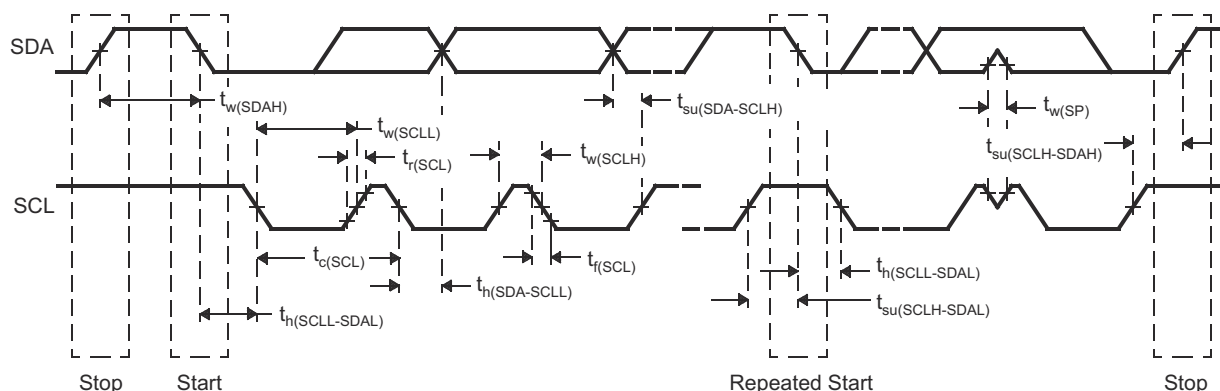 SDA
tw(SDAH)
tsu(SDA-SCLH)
tw(SP)
tw(SCLL)
tr(SCL)
tw(SCLH)
tsu(SCLH-SDAH)
SCL
tc(SCL)
tf(SCL)
th(SDA-SCLL)
th(SCLL-SDAL)
th(SCLL-SDAL)
tsu(SCLH-SDAL)
Stop Start Repeated Start Stop